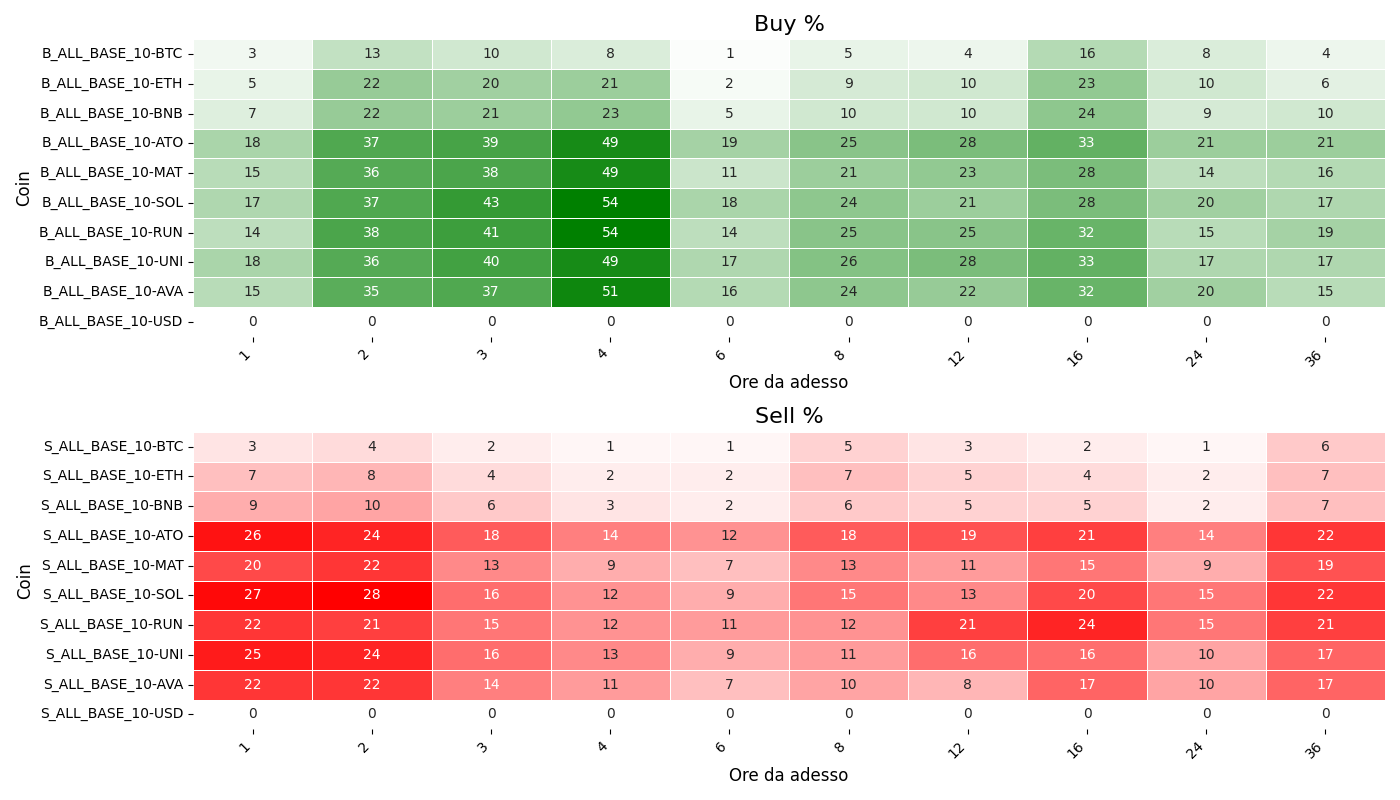 Buy %
Coin
B_ALL_BASE_10-BTC 3 13 10 8 1 5 4 16 8 4
B_ALL_BASE_10-ETH 5 22 20 21 2 9 10 23 10 6
B_ALL_BASE_10-BNB 7 22 21 23 5 10 10 24 9 10
B_ALL_BASE_10-ATO 18 37 39 49 19 25 28 33 21 21
B_ALL_BASE_10-MAT 15 36 38 49 11 21 23 28 14 16
B_ALL_BASE_10-SOL 17 37 43 54 18 24 21 28 20 17
B_ALL_BASE_10-RUN 14 38 41 54 14 25 25 32 15 19
B_ALL_BASE_10-UNI 18 36 40 49 17 26 28 33 17 17
B_ALL_BASE_10-AVA 15 35 37 51 16 24 22 32 20 15
B_ALL_BASE_10-USD 0 0 0 0 0 0 0 0 0 0
1 2 3 4 6 8 12 16 24 36
Ore da adesso
Sell %
Coin
S_ALL_BASE_10-BTC 3 4 2 1 1 5 3 2 1 6
S_ALL_BASE_10-ETH 7 8 4 2 2 7 5 4 2 7
S_ALL_BASE_10-BNB 9 10 6 3 2 6 5 5 2 7
S_ALL_BASE_10-ATO 26 24 18 14 12 18 19 21 14 22
S_ALL_BASE_10-MAT 20 22 13 9 7 13 11 15 9 19
S_ALL_BASE_10-SOL 27 28 16 12 9 15 13 20 15 22
S_ALL_BASE_10-RUN 22 21 15 12 11 12 21 24 15 21
S_ALL_BASE_10-UNI 25 24 16 13 9 11 16 16 10 17
S_ALL_BASE_10-AVA 22 22 14 11 7 10 8 17 10 17
S_ALL_BASE_10-USD 0 0 0 0 0 0 0 0 0 0
1 2 3 4 6 8 12 16 24 36
Ore da adesso